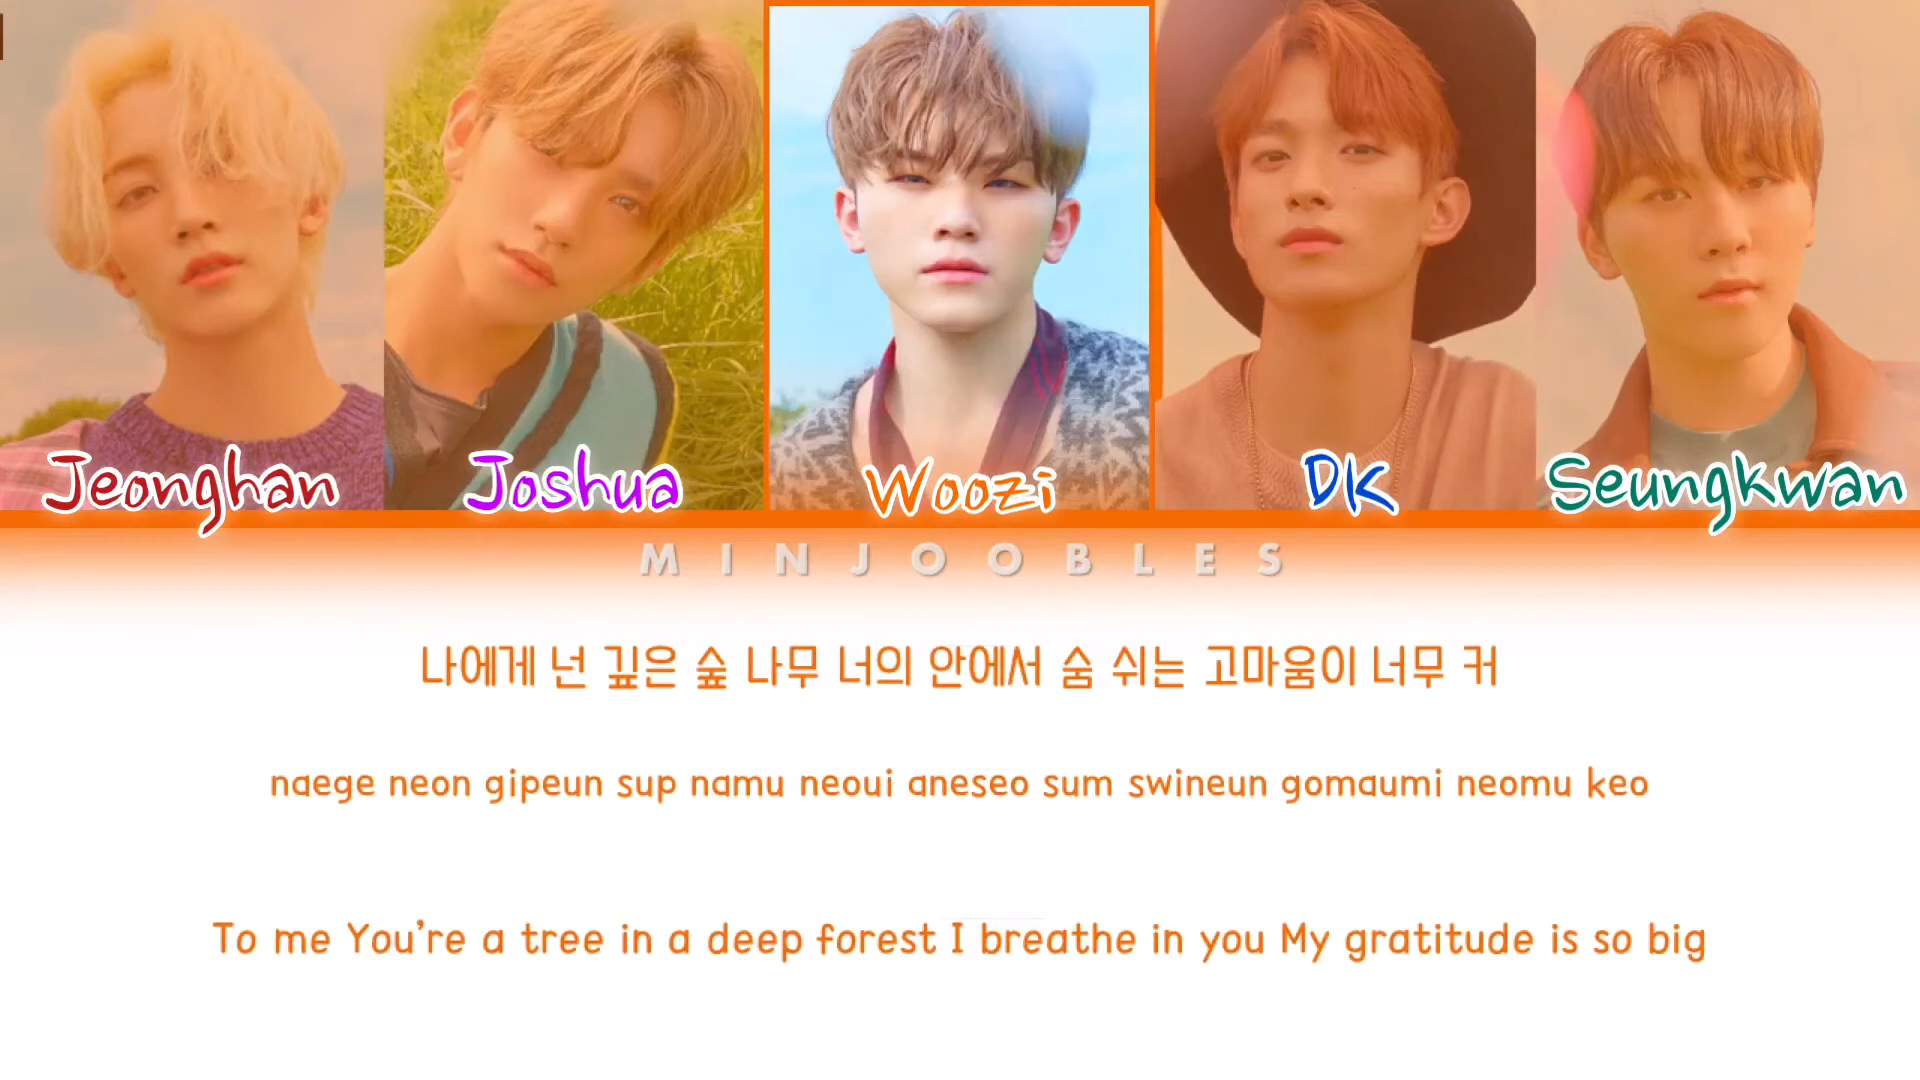 Jeonghan
Joshua
Woozi
DK
Seungkwan
MINJOOBLES
나에게 넌 깊은 숲 나무 너의 안에서 숨 쉬는 고마움이 너무 커
naege neon gipeun sup namu neoui aneseo sum swineun gomaumi neomu keo
To me You're a tree in a deep forest I breathe in you My gratitude is so big